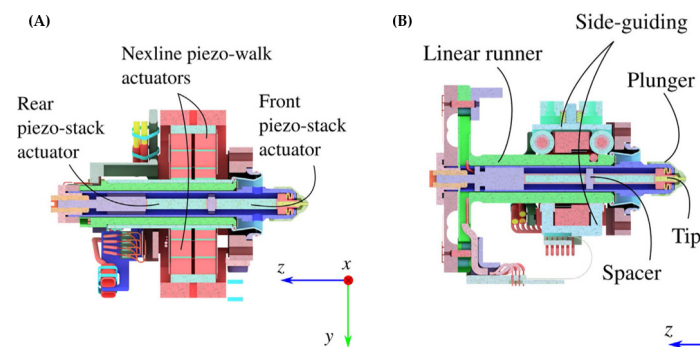 (A)
Nexline piezo-walk
actuators
Rear
piezo-stack
actuator
Front
piezo-stack
actuator
z
x
y
(B)
Side-guiding
Linear runner
Plunger
Tip
Spacer
z